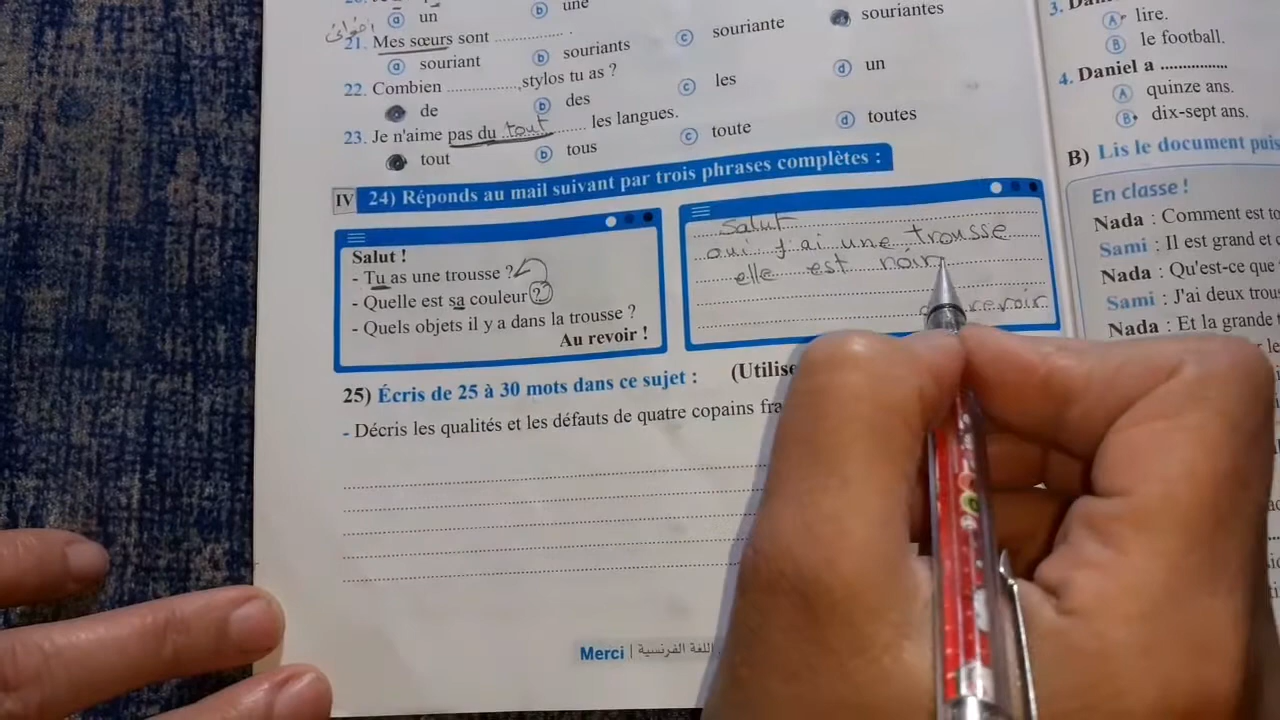 ⓐ un ⓑ une
21. Mes sœurs sont ................ .
ⓐ souriant ⓑ souriants ⓒ souriante souriantes
22. Combien ................ stylos tu as ?
de ⓑ des ⓒ les ⓓ un
23. Je n'aime pas du tout ........ les langues.
tout ⓑ tous ⓒ toute ⓓ toutes
IV 24) Réponds au mail suivant par trois phrases complètes :
Salut !
- Tu as une trousse ?
- Quelle est sa couleur ?
- Quels objets il y a dans la trousse ?
Au revoir !
Salut
oui j'ai une trousse
elle est noir
revoir
25) Écris de 25 à 30 mots dans ce sujet : (Utilise
- Décris les qualités et les défauts de quatre copains
Merci | اللغة الفرنسية
3.
Ⓐ lire.
Ⓑ le football.
4. Daniel a ................
Ⓐ quinze ans.
Ⓑ dix-sept ans.
B) Lis le document puis
En classe !
Nada : Comment est
Sami : Il est grand et
Nada : Qu'est-ce que
Sami : J'ai deux
Nada : Et la grande